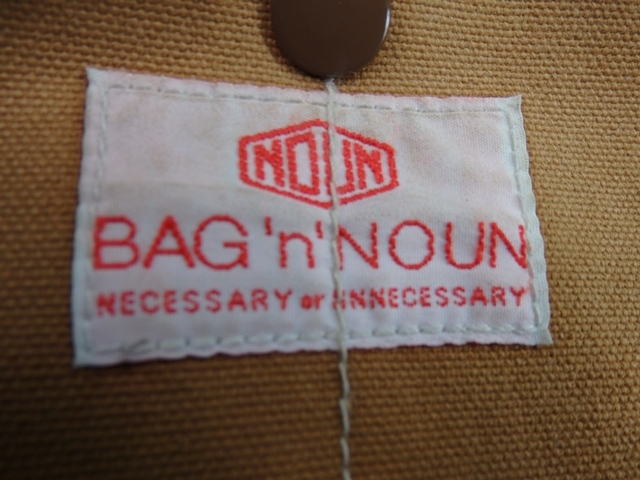 NOUN
BAG 'n' NOUN
NECESSARY or UNNECESSARY